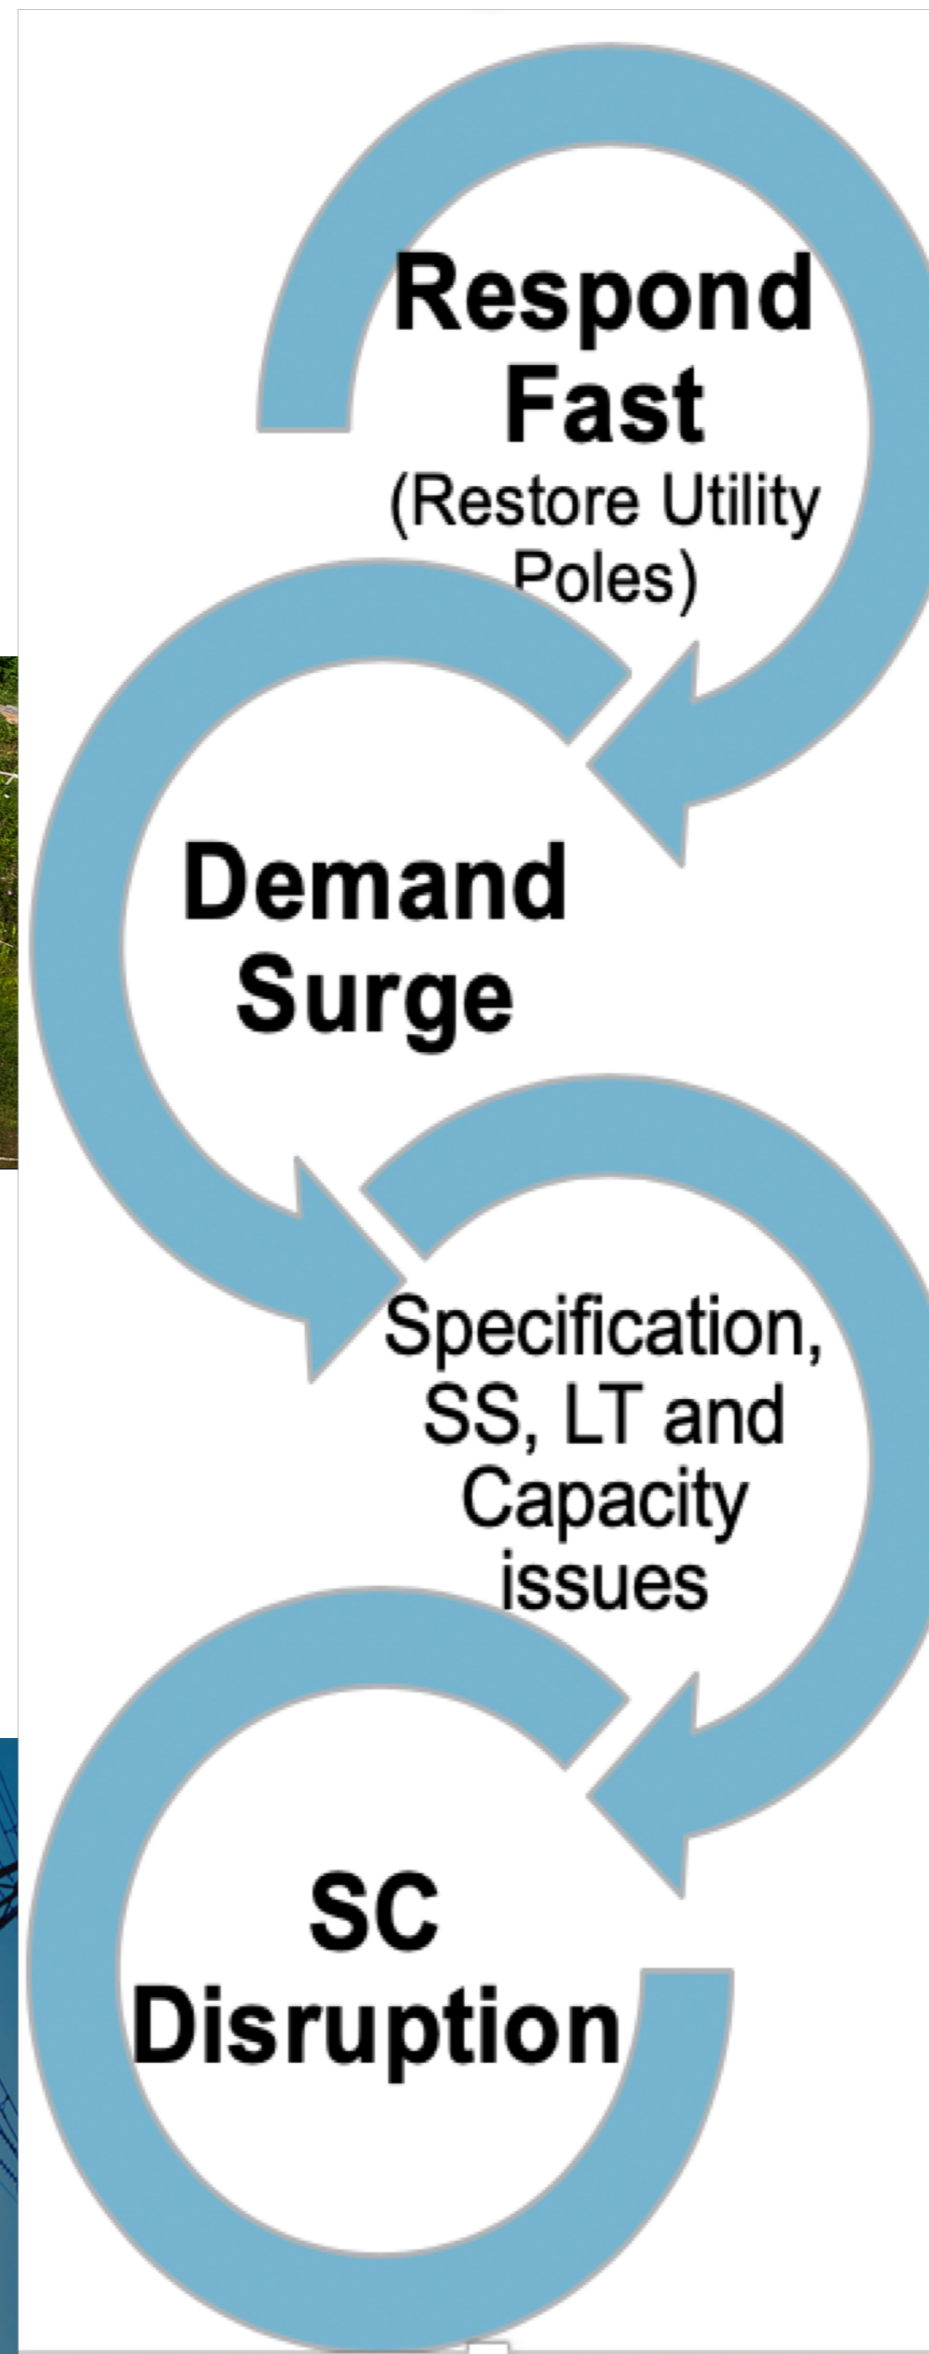 Respond
Fast
(Restore Utility
Poles)
Demand
Surge
Specification,
SS, LT and
Capacity
issues
SC
Disruption